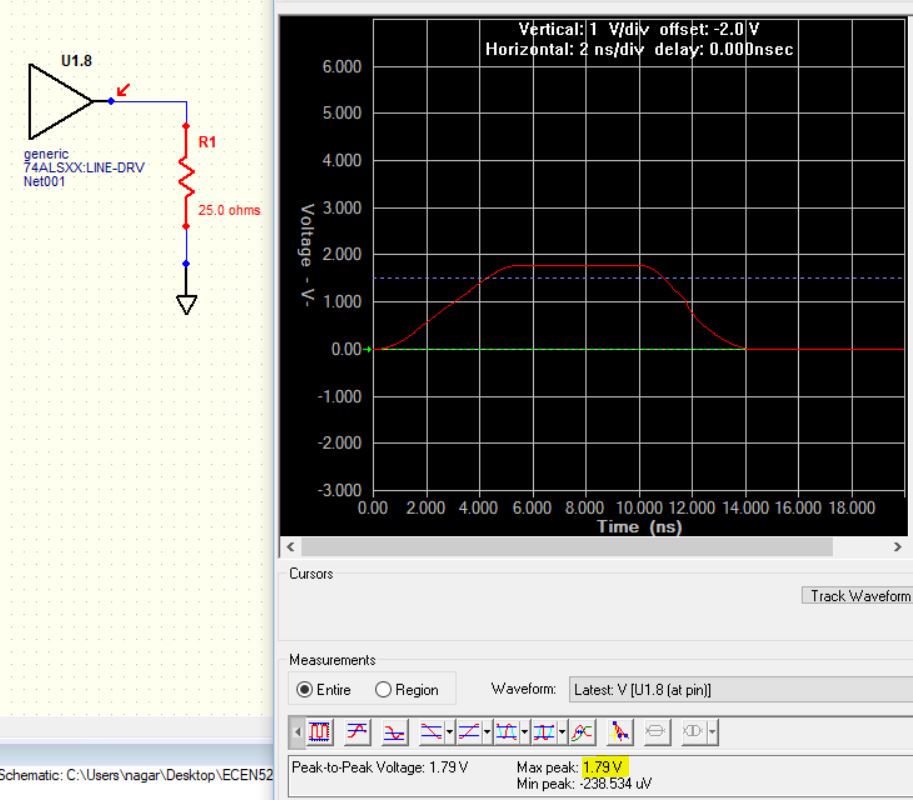 U1.8
generic
74ALSXX:LINE-DRV
Net001
R1
25.0 ohms
Vertical: 1 V/div offset: -2.0 V
Horizontal: 2 ns/div delay: 0.000nsec
6.000
5.000
4.000
3.000
2.000
1.000
0.00
-1.000
-2.000
-3.000
Voltage - V-
0.00 2.000 4.000 6.000 8.000 10.000 12.000 14.000 16.000 18.000
Time (ns)
Cursors
Track Waveform
Measurements
Entire Region Waveform: Latest: V [U1.8 (at pin)]
Peak-to-Peak Voltage: 1.79 V Max peak: 1.79 V
Min peak: -238.534 uV
Schematic: C:\Users\nagar\Desktop\ECEN52